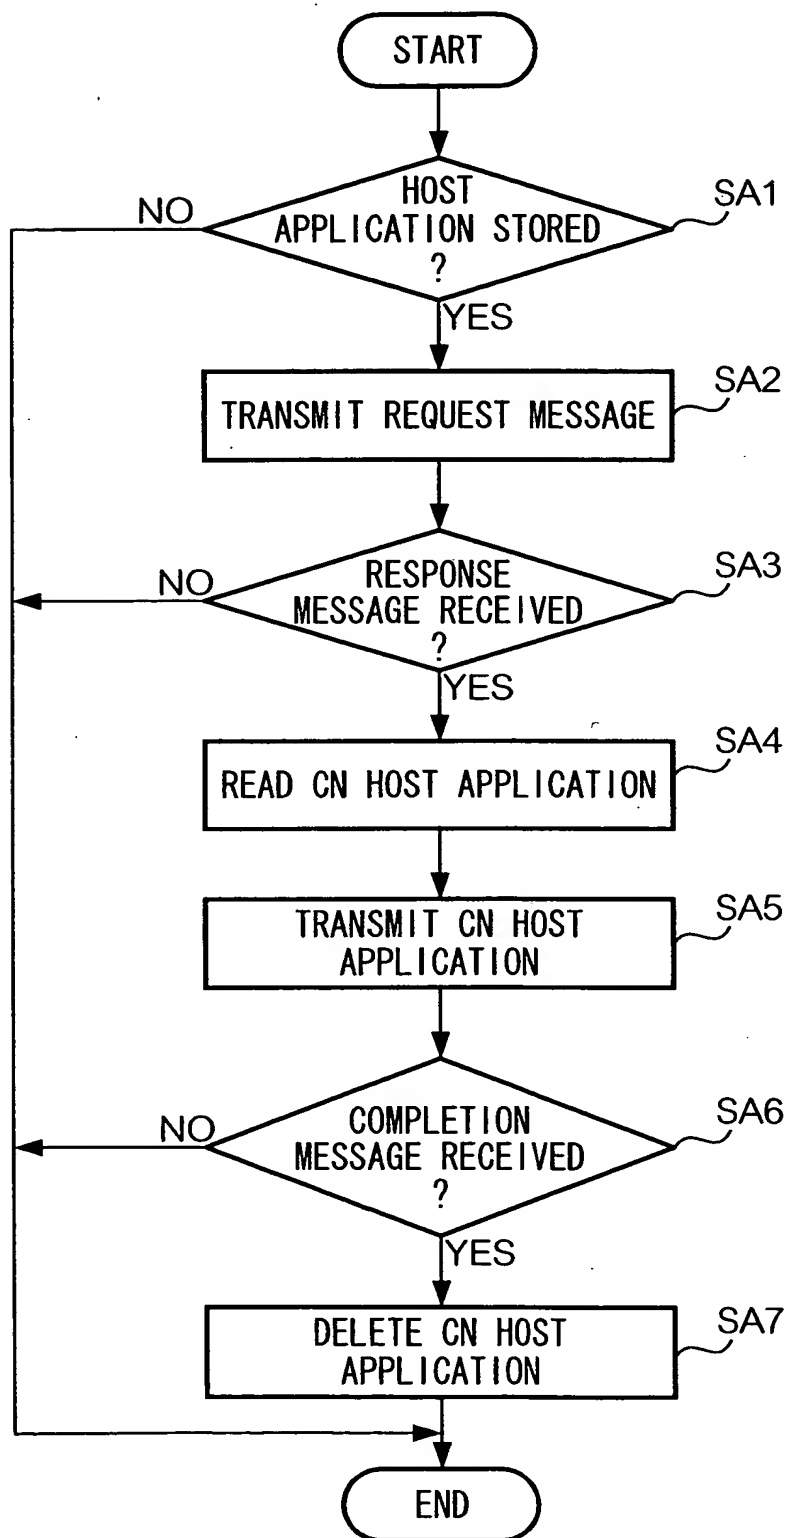 START
HOST
APPLICATION STORED
?
SA1
NO
YES
TRANSMIT REQUEST MESSAGE
SA2
RESPONSE
MESSAGE RECEIVED
?
SA3
NO
YES
READ CN HOST APPLICATION
SA4
TRANSMIT CN HOST
APPLICATION
SA5
COMPLETION
MESSAGE RECEIVED
?
SA6
NO
YES
DELETE CN HOST
APPLICATION
SA7
END